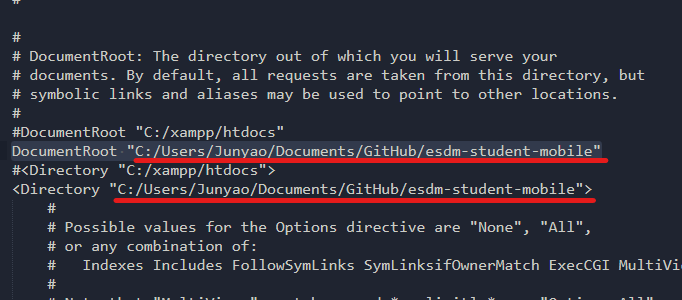 #
#
# DocumentRoot: The directory out of which you will serve your
# documents. By default, all requests are taken from this directory, but
# symbolic links and aliases may be used to point to other locations.
#
#DocumentRoot "C:/xampp/htdocs"
DocumentRoot "C:/Users/Junyao/Documents/GitHub/esdm-student-mobile"
#<Directory "C:/xampp/htdocs">
<Directory "C:/Users/Junyao/Documents/GitHub/esdm-student-mobile">
#
# Possible values for the Options directive are "None", "All",
# or any combination of:
#   Indexes Includes FollowSymLinks SymLinksifOwnerMatch ExecCGI MultiVi
#